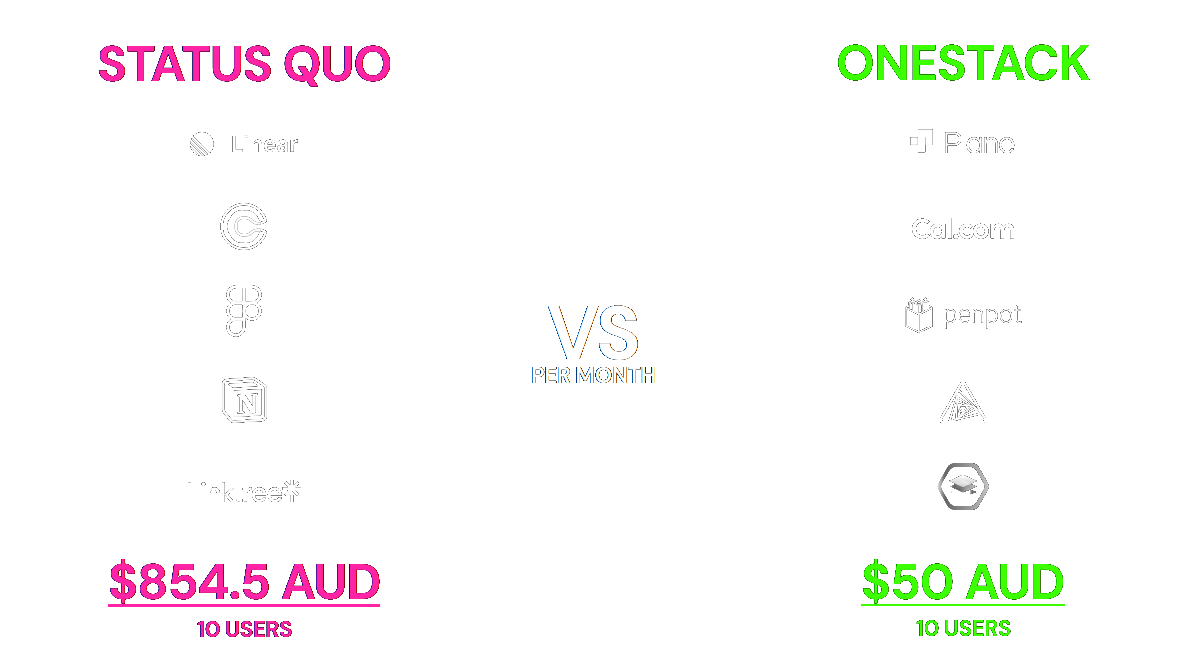 STATUS QUO
Linear
N
Linktree
$854.5 AUD
10 USERS
VS
PER MONTH
ONESTACK
Plane
Cal.com
penpot
$50 AUD
10 USERS